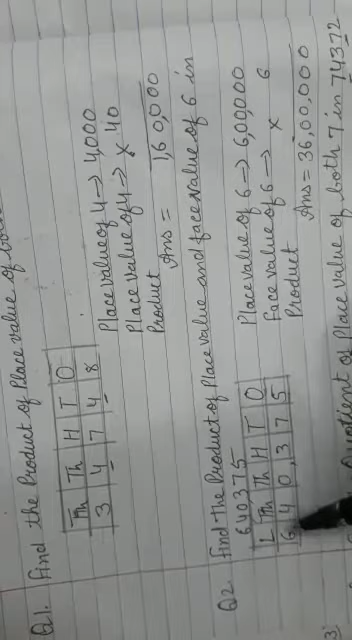 Q1. Find the Product of Place value of
TTh Th H T O
3 4 7 4 8
Place value of 4 → 4,000
Place value of 4 → × 40
Product
Ans = 1,60,000
Q2. Find the Product of Place value and face value of 6 in
640375
L TTh Th H T O
6 4 0, 3 7 5
Place value of 6 → 6,00,000
Face value of 6 → × 6
Product
Ans = 36,00,000
3) Quotient of Place value of both 7 in 74372